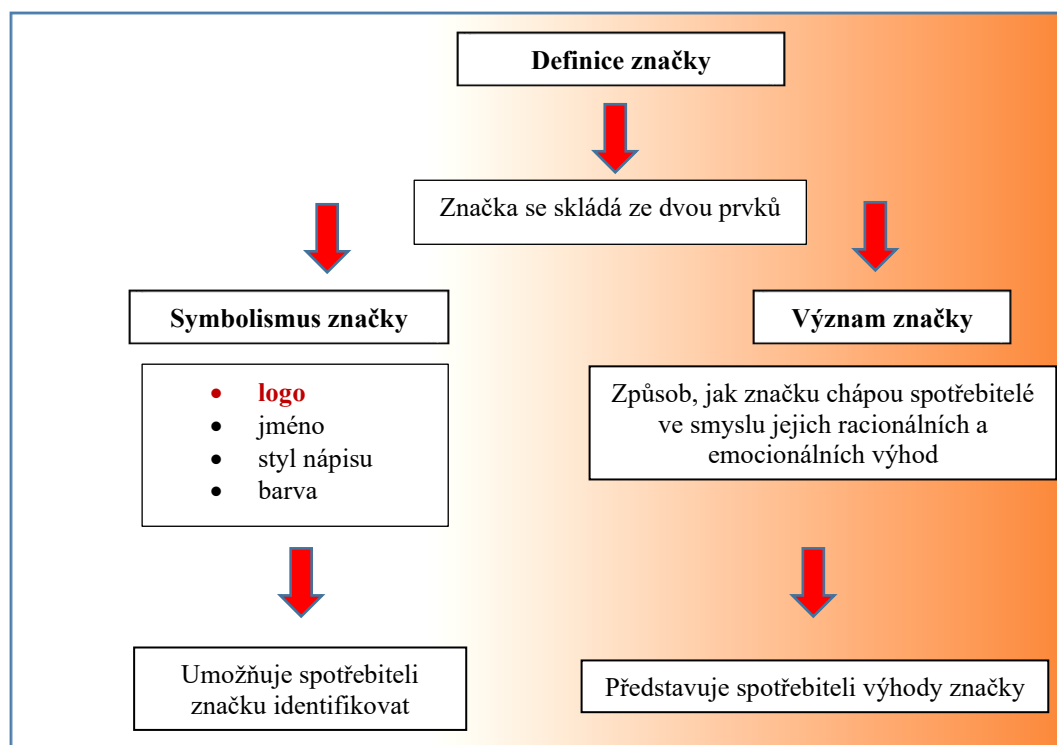 Definice značky
Značka se skládá ze dvou prvků
Symbolismus značky
• logo
• jméno
• styl nápisu
• barva
Umožňuje spotřebiteli
značku identifikovat
Význam značky
Způsob, jak značku chápou spotřebitelé
ve smyslu jejich racionálních a
emocionálních výhod
Představuje spotřebiteli výhody značky